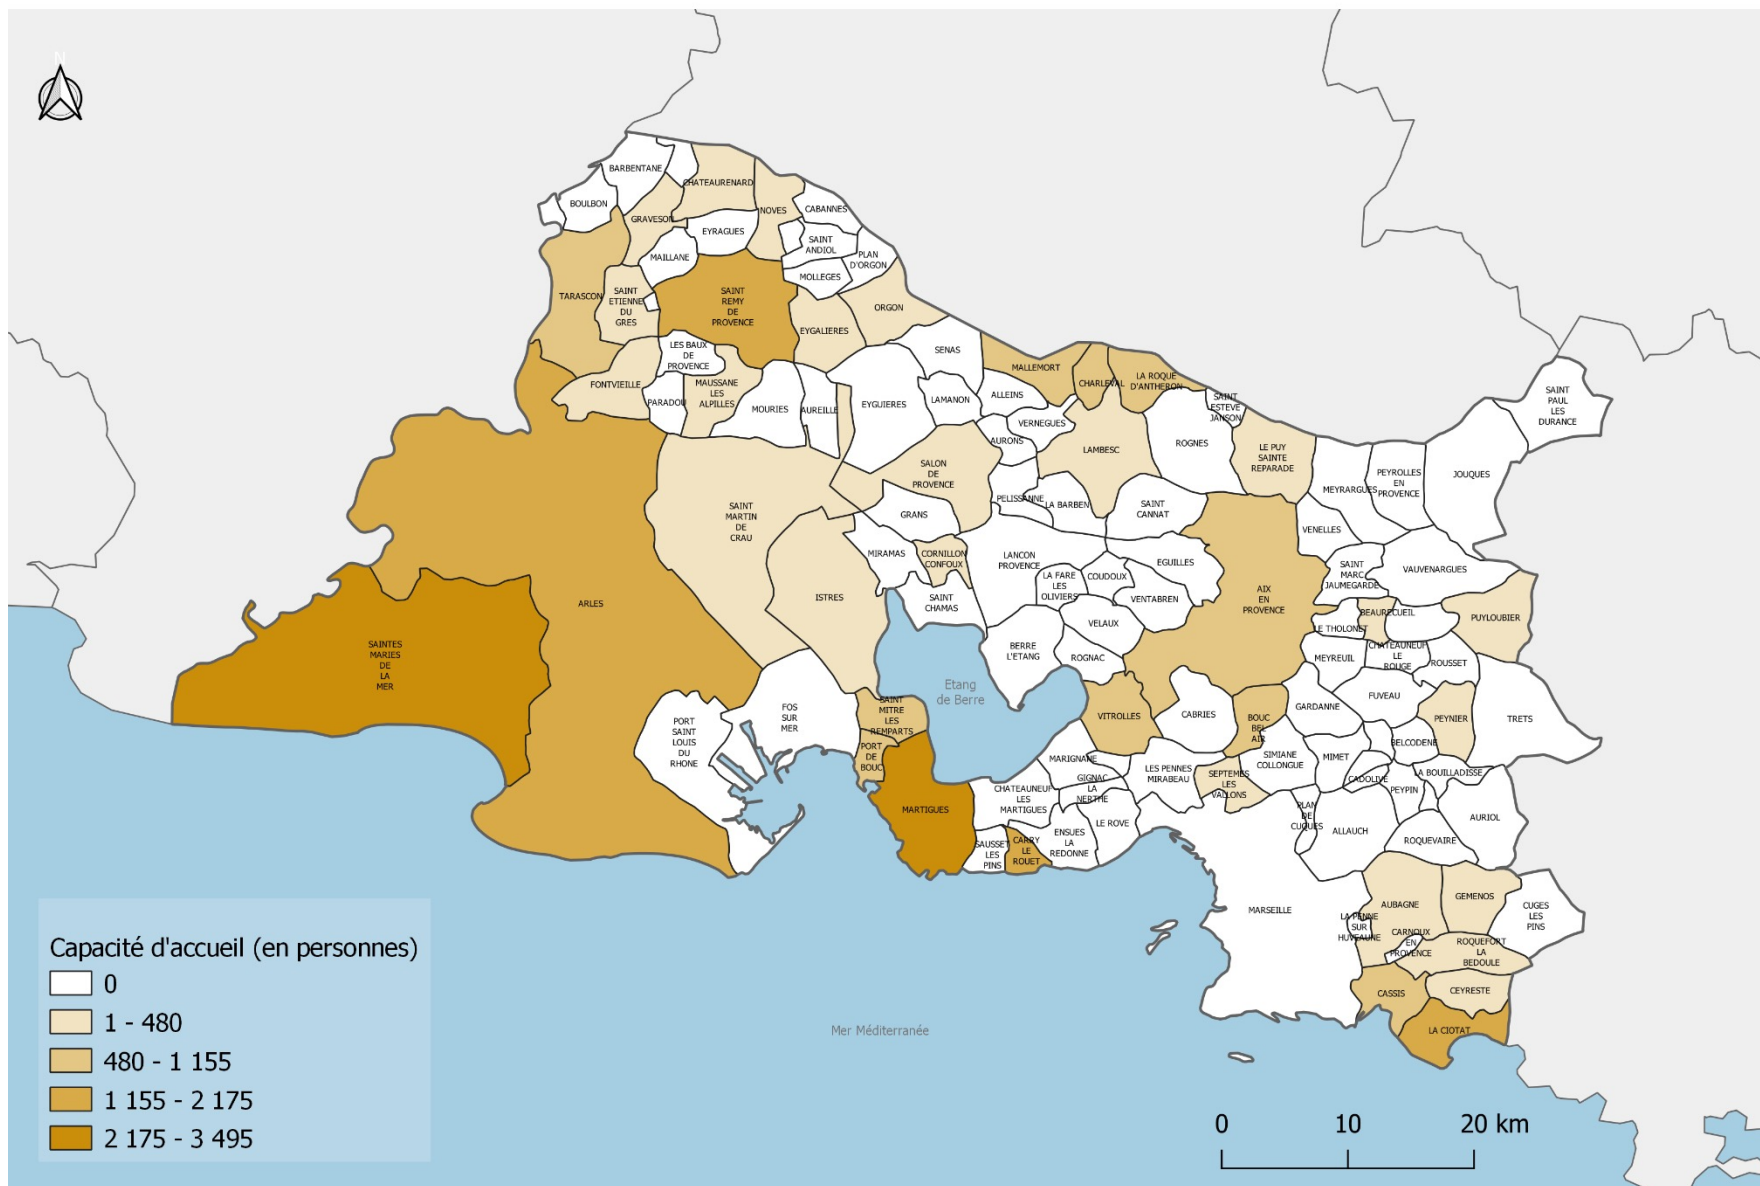 N
BARBENTANE
CHATEAURENARD
BOULBON
GRAVESON
NOVES
CABANNES
EYRAGUES
SAINT
ANDIOL
MAILLANE
PLAN
D'ORGON
MOLLEGES
TARASCON
SAINT
ETIENNE
DU
GRES
SAINT
REMY
DE
PROVENCE
ORGON
EYGALIERES
LES BAUX
DE
PROVENCE
SENAS
MALLEMORT
CHARLEVAL
LA ROQUE
D'ANTHERON
FONTVIEILLE
PARADOU
MAUSSANE
LES
ALPILLES
MOURIES
AUREILLE
EYGUIERES
LAMANON
ALLEINS
VERNEGUES
AURONS
SAINT
ESTEVE
JANSON
SAINT
PAUL
LES
DURANCE
ROGNES
LAMBESC
LE PUY
SAINTE
REPARADE
MEYRARGUES
PEYROLLES
EN
PROVENCE
JOUQUES
SALON
DE
PROVENCE
PELISSANNE
LA BARBEN
SAINT
CANNAT
SAINT
MARTIN
DE
CRAU
GRANS
VENELLES
MIRAMAS
CORNILLON
CONFOUX
LANCON
PROVENCE
EGUILLES
SAINT
MARC
JAUMEGARDE
VAUVENARGUES
LA FARE
LES
OLIVIERS
COUDOUX
VENTABREN
AIX
EN
PROVENCE
ARLES
ISTRES
SAINT
CHAMAS
VELAUX
BEAURECUEIL
LE THOLONET
PUYLOUBIER
SAINTES
MARIES
DE
LA
MER
BERRE
L'ETANG
ROGNAC
MEYREUIL
CHATEAUNEUF
LE
ROUGE
ROUSSET
Etang
de Berre
SAINT
MITRE
LES
REMPARTS
FOS
SUR
MER
PORT
SAINT
LOUIS
DU
RHONE
VITROLLES
CABRIES
BOUC
BEL
AIR
GARDANNE
FUVEAU
PEYNIER
TRETS
PORT
DE
BOUC
MARIGNANE
GIGNAC
LA
NERTHE
LES PENNES
MIRABEAU
SIMIANE
COLLONGUE
MIMET
BELCODENE
CADOLIVE
LA BOUILLADISSE
SEPTEMES
LES
VALLONS
PEYPIN
MARTIGUES
CHATEAUNEUF
LES
MARTIGUES
LE ROVE
PLAN
DE
CUQUES
ALLAUCH
AURIOL
ROQUEVAIRE
SAUSSET
LES
PINS
CARRY
LE
ROUET
ENSUES
LA
REDONNE
MARSEILLE
LA PENNE
SUR
HUVEAUNE
AUBAGNE
GEMENOS
CUGES
LES
PINS
CARNOUX
EN
PROVENCE
ROQUEFORT
LA
BEDOULE
CASSIS
CEYRESTE
LA CIOTAT
Mer Méditerranée
Capacité d'accueil (en personnes)
0
1 - 480
480 - 1 155
1 155 - 2 175
2 175 - 3 495
0 10 20 km